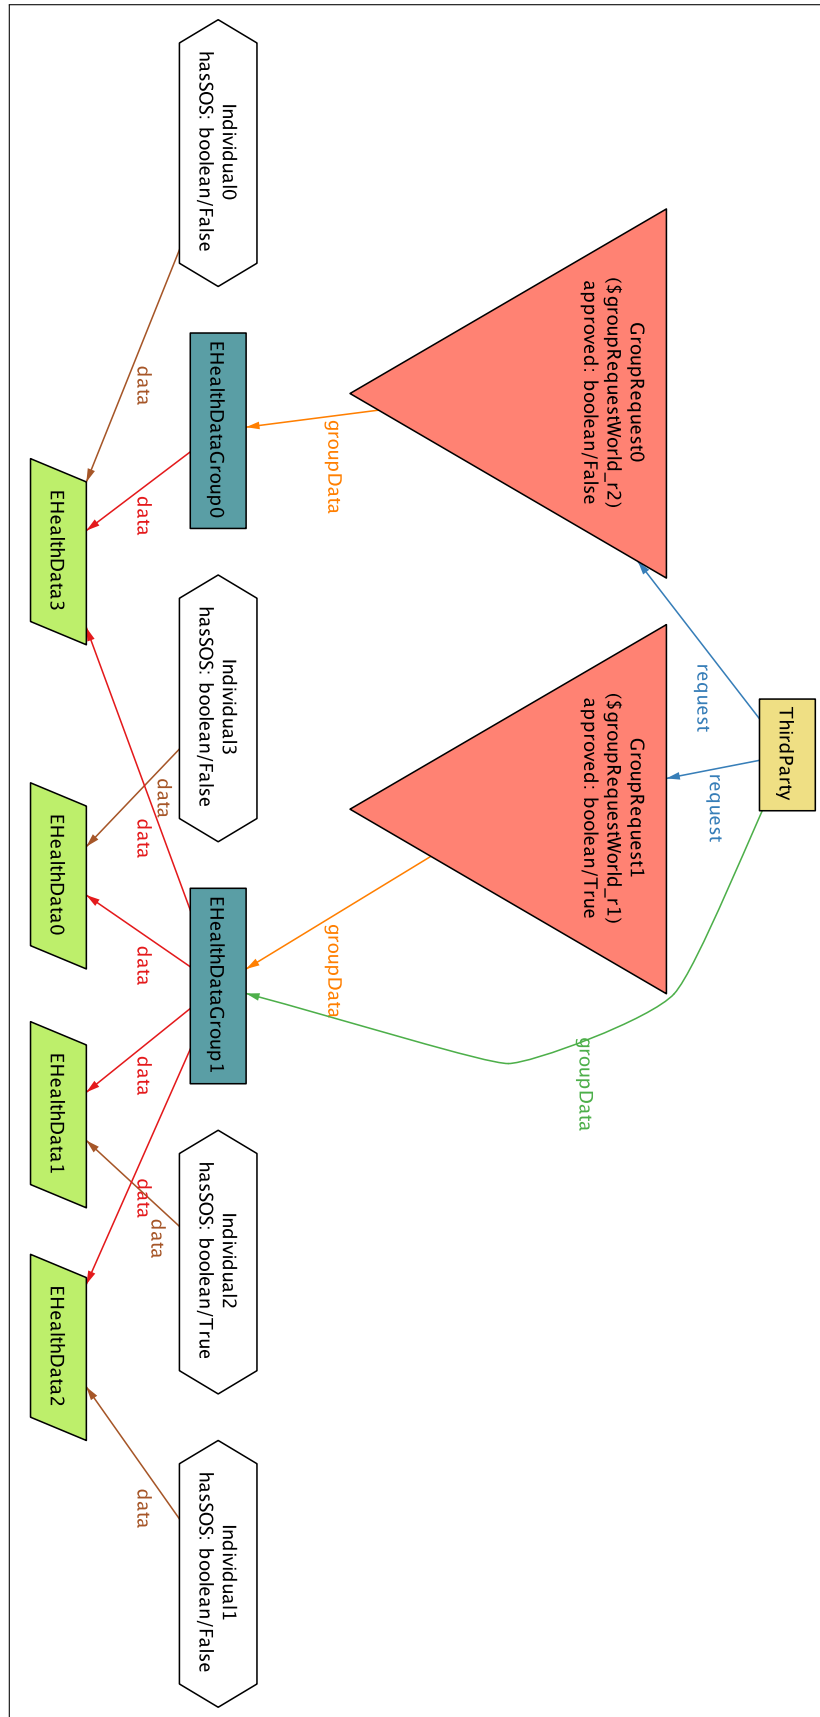 ThirdParty
request
request
groupData
GroupRequest0
($groupRequestWorld_r2)
approved: boolean/False
GroupRequest1
($groupRequestWorld_r1)
approved: boolean/True
groupData
groupData
Individual0
hasSOS: boolean/False
EHealthDataGroup0
Individual3
hasSOS: boolean/False
EHealthDataGroup1
Individual2
hasSOS: boolean/True
Individual1
hasSOS: boolean/False
data
data
data
data
data
data
data
data
data
EHealthData3
EHealthData0
EHealthData1
EHealthData2